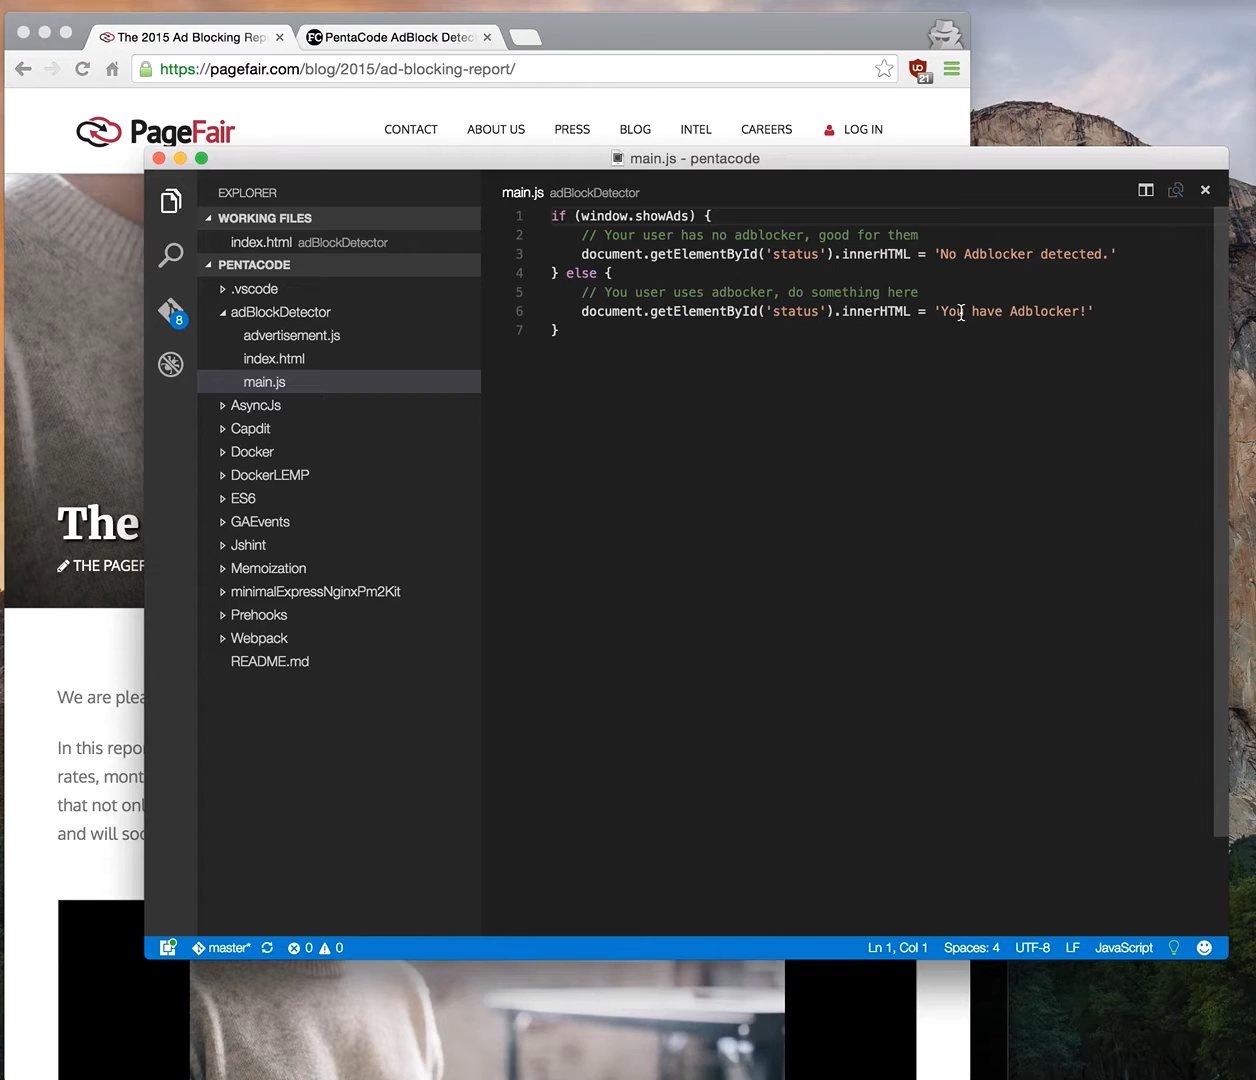 The 2015 Ad Blocking Rep
PentaCode AdBlock Detec
https://pagefair.com/blog/2015/ad-blocking-report/
21
PageFair
CONTACT ABOUT US PRESS BLOG INTEL CAREERS LOG IN
main.js - pentacode
EXPLORER
WORKING FILES
index.html adBlockDetector
PENTACODE
.vscode
adBlockDetector
advertisement.js
index.html
main.js
AsyncJs
Capdit
Docker
DockerLEMP
ES6
GAEvents
Jshint
Memoization
minimalExpressNginxPm2Kit
Prehooks
Webpack
README.md
8
main.js adBlockDetector
1 if (window.showAds) {
2 // Your user has no adblocker, good for them
3 document.getElementById('status').innerHTML = 'No Adblocker detected.'
4 } else {
5 // You user uses adbocker, do something here
6 document.getElementById('status').innerHTML = 'You have Adblocker!'
7 }
The
THE PAGEF
We are plea
In this repo
rates, mont
that not onl
and will soo
master* 0 0 Ln 1, Col 1 Spaces: 4 UTF-8 LF JavaScript